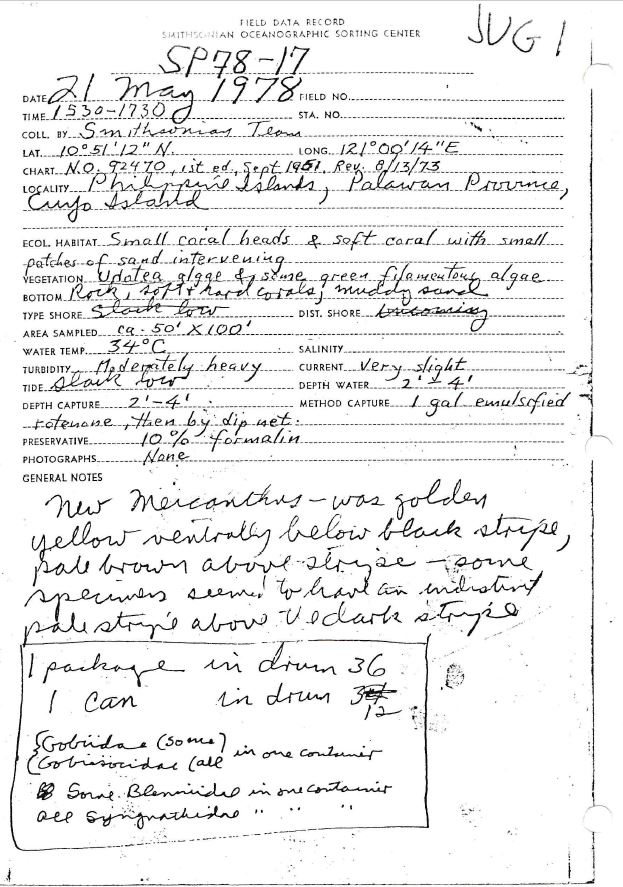 FIELD DATA RECORD
SMITHSONIAN OCEANOGRAPHIC SORTING CENTER
JVG 1
SP78-17
DATE 21 May 1978 FIELD NO.
TIME 1530-1730 STA. NO.
COLL. BY Smithsonian Team
LAT. 10°51'12" N. LONG. 121°00'14"E
CHART N.O. 92470, 1st ed., Sept 1951, Rev. 8/13/73
LOCALITY Philippine Islands, Palawan Province,
Cuyo Island
ECOL. HABITAT Small coral heads & soft coral with small
patches of sand intervening
VEGETATION Udotea algae & some green filamentous algae
BOTTOM Rock, soft & hard corals, muddy sand
TYPE SHORE Slack low DIST. SHORE Incoming
AREA SAMPLED ca. 50' X 100'
WATER TEMP. 34°C SALINITY
TURBIDITY Moderately heavy CURRENT Very slight
TIDE Slack low DEPTH WATER 2'-4'
DEPTH CAPTURE 2'-4' METHOD CAPTURE 1 gal emulsified
rotenone, then by dip net.
PRESERVATIVE 10% formalin
PHOTOGRAPHS None
GENERAL NOTES
New Meiacanthus - was golden
yellow ventrally below black stripe,
pale brown above stripe - some
specimens seemed to have an indistinct
pale stripe above dark stripe
1 package in drum 36
1 can in drum
12
Gobiidae (some)
Gobiesocidae (all in one container
Some Blenniidae in one container
all Syngnathidae " " "